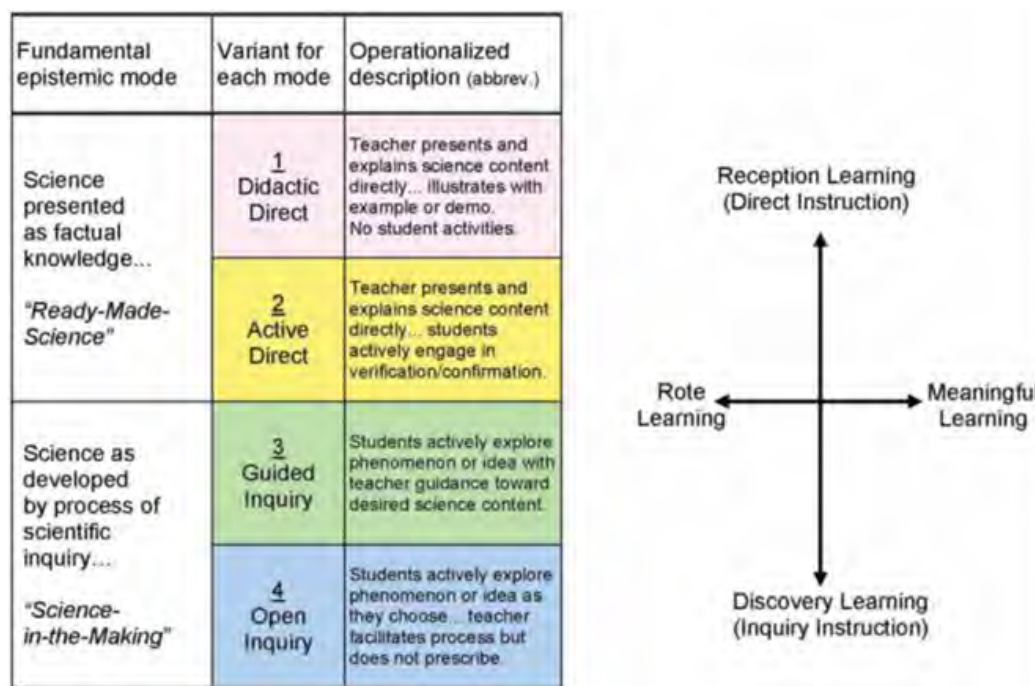 Fundamental
epistemic mode
Variant for
each mode
Operationalized
description (abbrev.)
Science
presented
as factual
knowledge...
"Ready-Made-
Science"
1
Didactic
Direct
Teacher presents and
explains science content
directly... illustrates with
example or demo.
No student activities.
2
Active
Direct
Teacher presents and
explains science content
directly... students
actively engage in
verification/confirmation.
Science as
developed
by process of
scientific
inquiry...
"Science-
in-the-Making"
3
Guided
Inquiry
Students actively explore
phenomenon or idea with
teacher guidance toward
desired science content.
4
Open
Inquiry
Students actively explore
phenomenon or idea as
they choose... teacher
facilitates process but
does not prescribe.
Reception Learning
(Direct Instruction)
Rote
Learning
Meaningful
Learning
Discovery Learning
(Inquiry Instruction)